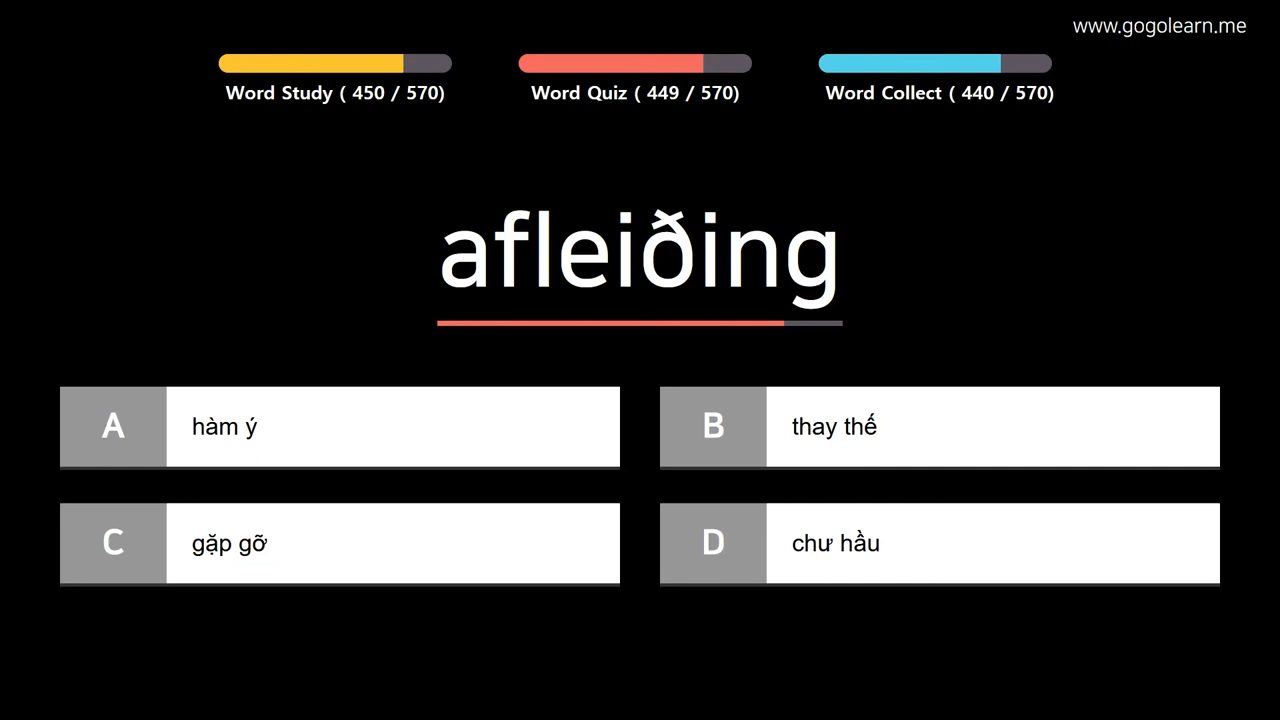 www.gogolearn.me
Word Study ( 450 / 570)
Word Quiz ( 449 / 570)
Word Collect ( 440 / 570)
afleiðing
A hàm ý
B thay thế
C gặp gỡ
D chư hầu